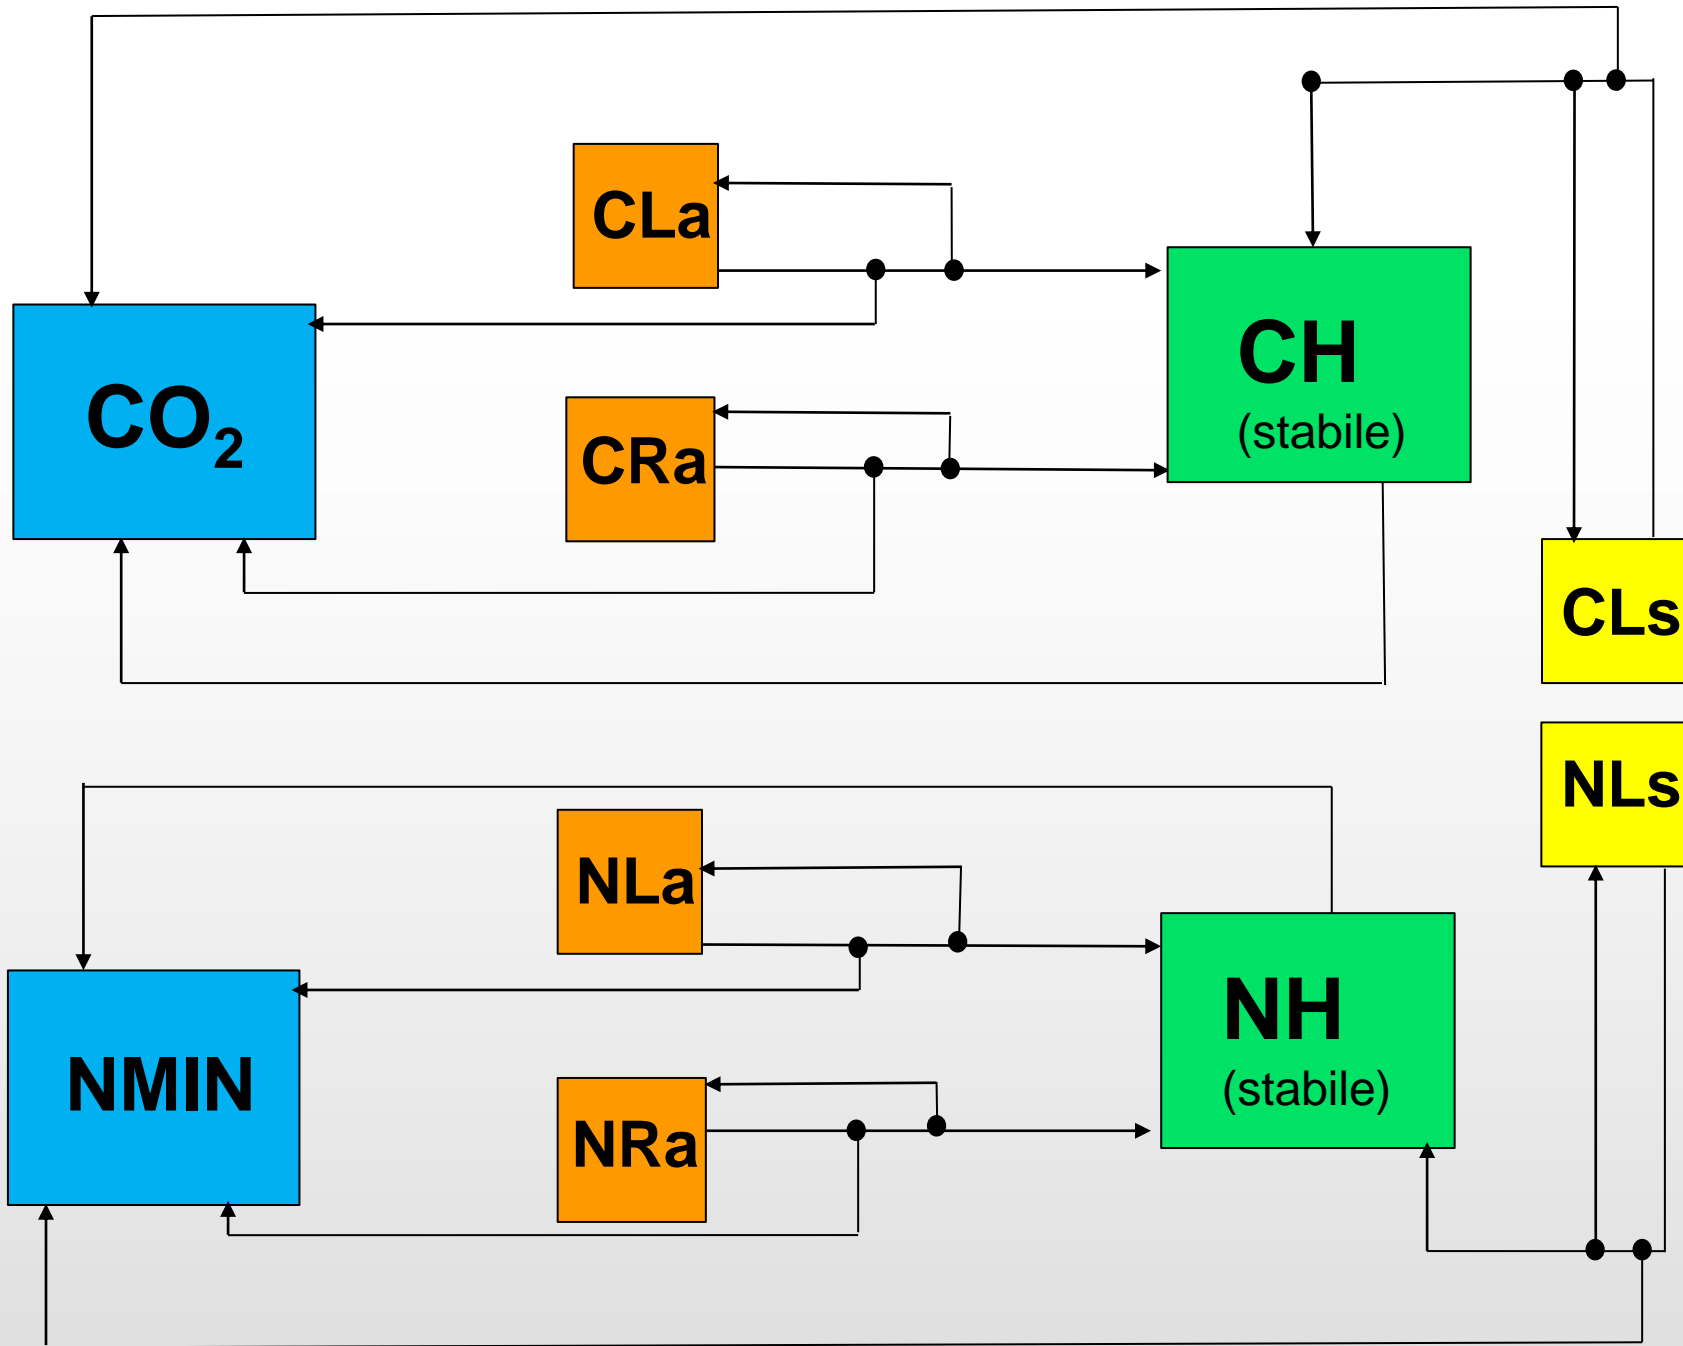 CLa
CO₂
CH
(stabile)
CRa
CLs
NLs
NLa
NMIN
NH
(stabile)
NRa